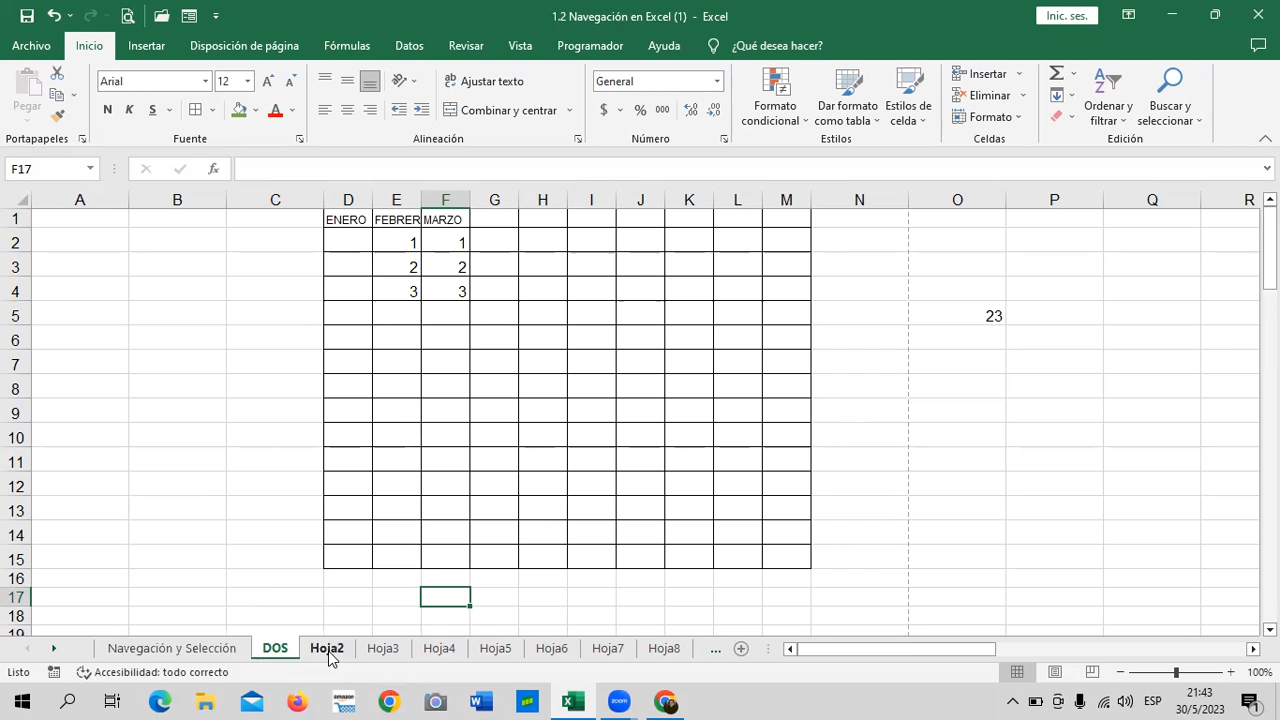 1.2 Navegación en Excel (1) - Excel
Inic. ses.
Archivo Inicio Insertar Disposición de página Fórmulas Datos Revisar Vista Programador Ayuda ¿Qué desea hacer?
Pegar
Arial 12
N K S
Ajustar texto
Combinar y centrar
General
$ % 000
Formato condicional
Dar formato como tabla
Estilos de celda
Insertar
Eliminar
Formato
Ordenar y filtrar
Buscar y seleccionar
Portapapeles Fuente Alineación Número Estilos Celdas Edición
F17 fx
A B C D E F G H I J K L M N O P Q R
1 ENERO FEBRER MARZO
2 1 1
3 2 2
4 3 3
5 23
6
7
8
9
10
11
12
13
14
15
16
17
18
19
Navegación y Selección DOS Hoja2 Hoja3 Hoja4 Hoja5 Hoja6 Hoja7 Hoja8 ...
Listo Accesibilidad: todo correcto 100%
ESP 21:43
30/5/2023